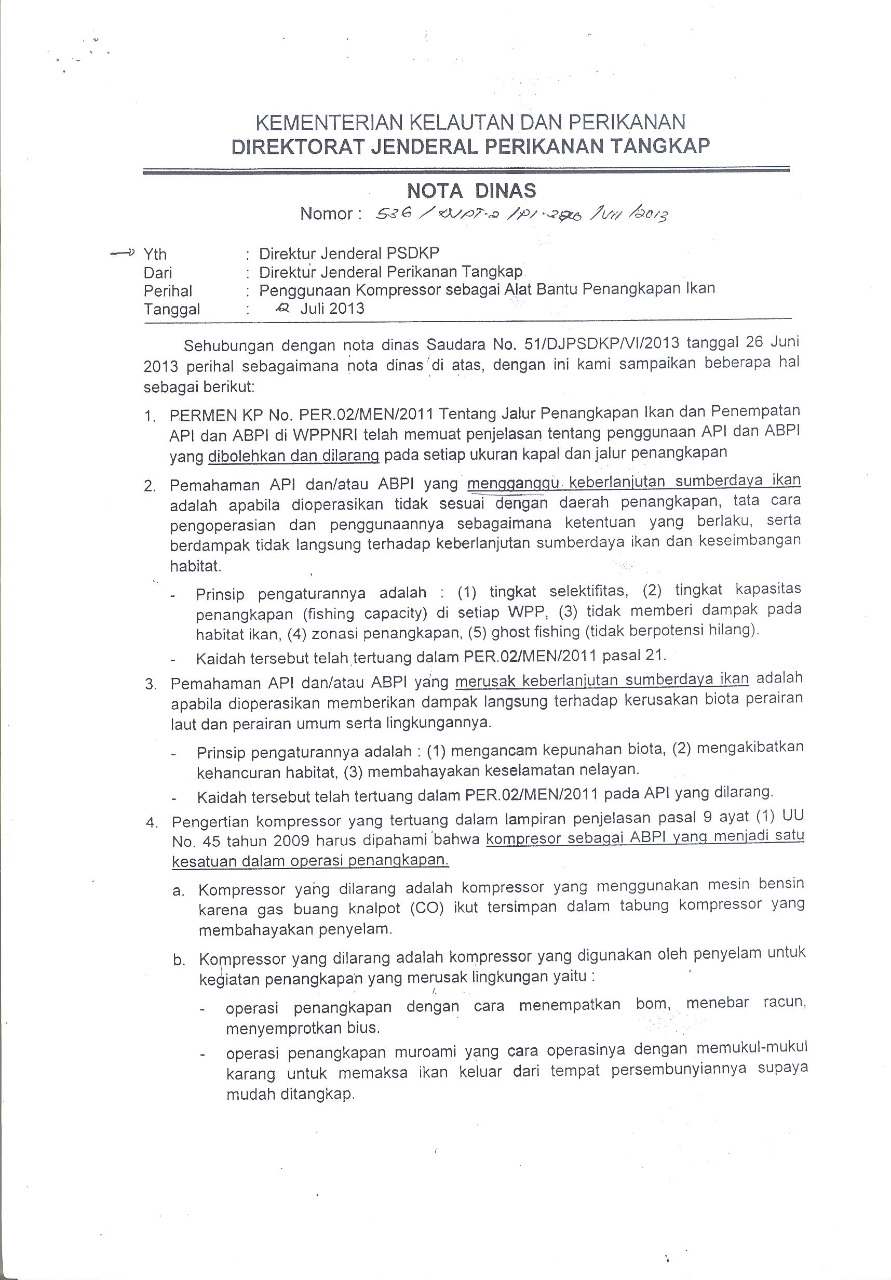 KEMENTERIAN KELAUTAN DAN PERIKANAN
DIREKTORAT JENDERAL PERIKANAN TANGKAP
NOTA DINAS
Nomor : 536 / /VII /2013
Yth : Direktur Jenderal PSDKP
Dari : Direktur Jenderal Perikanan Tangkap
Perihal : Penggunaan Kompressor sebagai Alat Bantu Penangkapan Ikan
Tanggal : 2 Juli 2013
Sehubungan dengan nota dinas Saudara No. 51/DJPSDKP/VI/2013 tanggal 26 Juni
2013 perihal sebagaimana nota dinas di atas, dengan ini kami sampaikan beberapa hal
sebagai berikut:
1. PERMEN KP No. PER.02/MEN/2011 Tentang Jalur Penangkapan Ikan dan Penempatan
API dan ABPI di WPPNRI telah memuat penjelasan tentang penggunaan API dan ABPI
yang dibolehkan dan dilarang pada setiap ukuran kapal dan jalur penangkapan
2. Pemahaman API dan/atau ABPI yang mengganggu keberlanjutan sumberdaya ikan
adalah apabila dioperasikan tidak sesuai dengan daerah penangkapan, tata cara
pengoperasian dan penggunaannya sebagaimana ketentuan yang berlaku, serta
berdampak tidak langsung terhadap keberlanjutan sumberdaya ikan dan keseimbangan
habitat.
- Prinsip pengaturannya adalah : (1) tingkat selektifitas, (2) tingkat kapasitas
penangkapan (fishing capacity) di setiap WPP, (3) tidak memberi dampak pada
habitat ikan, (4) zonasi penangkapan, (5) ghost fishing (tidak berpotensi hilang).
- Kaidah tersebut telah tertuang dalam PER.02/MEN/2011 pasal 21.
3. Pemahaman API dan/atau ABPI yang merusak keberlanjutan sumberdaya ikan adalah
apabila dioperasikan memberikan dampak langsung terhadap kerusakan biota perairan
laut dan perairan umum serta lingkungannya.
- Prinsip pengaturannya adalah : (1) mengancam kepunahan biota, (2) mengakibatkan
kehancuran habitat, (3) membahayakan keselamatan nelayan.
- Kaidah tersebut telah tertuang dalam PER.02/MEN/2011 pada API yang dilarang.
4. Pengertian kompressor yang tertuang dalam lampiran penjelasan pasal 9 ayat (1) UU
No. 45 tahun 2009 harus dipahami bahwa kompresor sebagai ABPI yang menjadi satu
kesatuan dalam operasi penangkapan.
a. Kompressor yang dilarang adalah kompressor yang menggunakan mesin bensin
karena gas buang knalpot (CO) ikut tersimpan dalam tabung kompressor yang
membahayakan penyelam.
b. Kompressor yang dilarang adalah kompressor yang digunakan oleh penyelam untuk
kegiatan penangkapan yang merusak lingkungan yaitu :
- operasi penangkapan dengan cara menempatkan bom, menebar racun,
menyemprotkan bius.
- operasi penangkapan muroami yang cara operasinya dengan memukul-mukul
karang untuk memaksa ikan keluar dari tempat persembunyiannya supaya
mudah ditangkap.